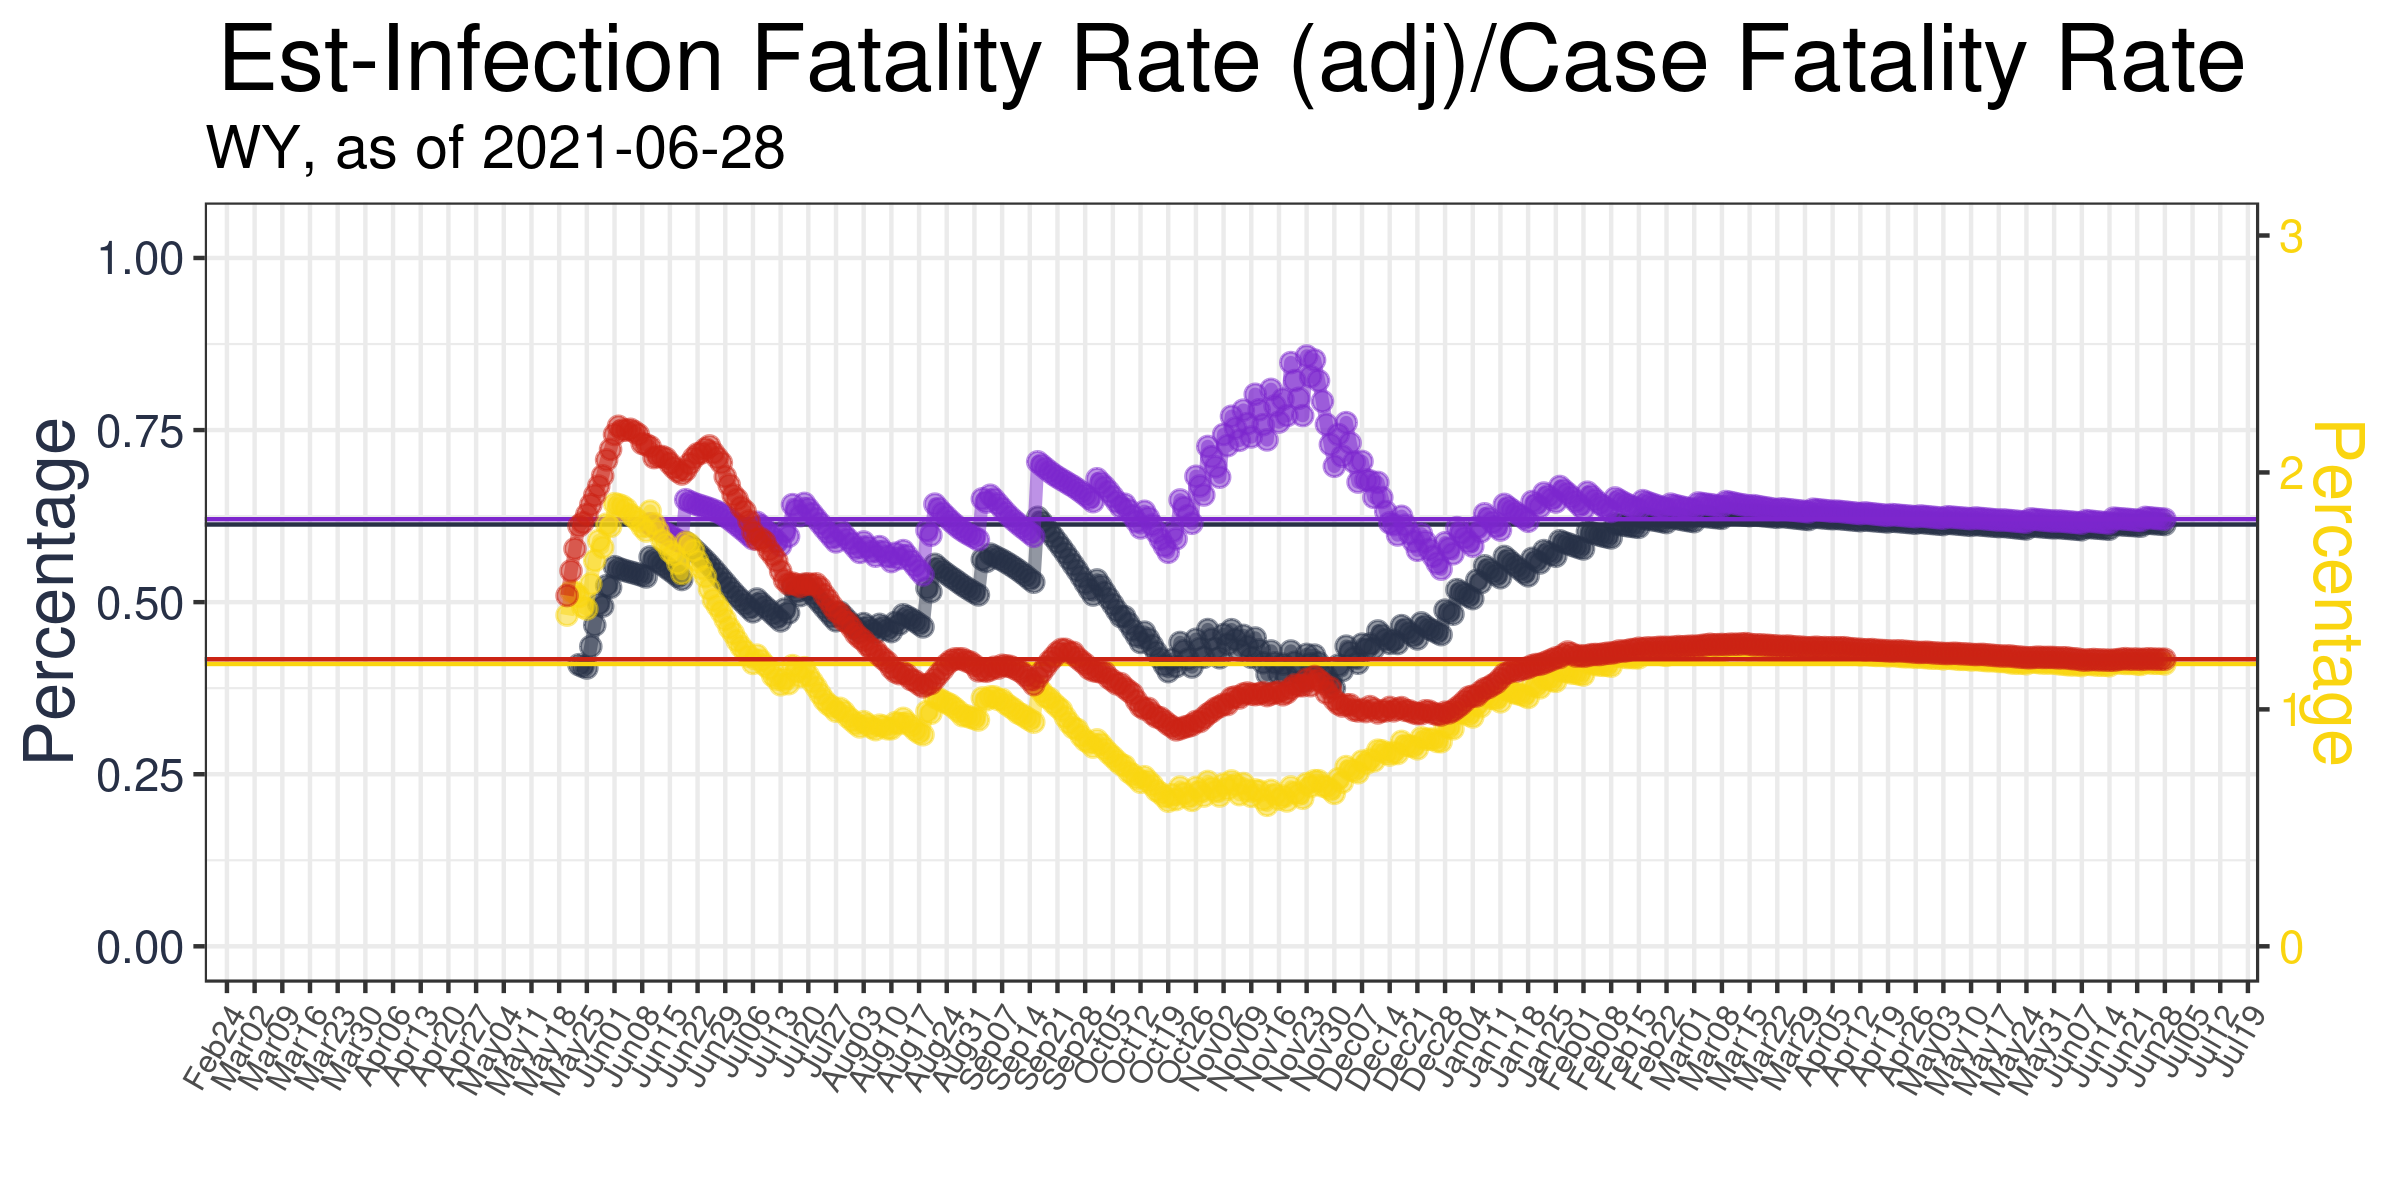 Est-Infection Fatality Rate (adj)/Case Fatality Rate
WY, as of 2021-06-28
Percentage
1.00
0.75
0.50
0.25
0.00
3
2
1
0
Percentage
Feb24
Mar02
Mar09
Mar16
Mar23
Mar30
Apr06
Apr13
Apr20
Apr27
May04
May11
May18
May25
Jun01
Jun08
Jun15
Jun22
Jun29
Jul06
Jul13
Jul20
Jul27
Aug03
Aug10
Aug17
Aug24
Aug31
Sep07
Sep14
Sep21
Sep28
Oct05
Oct12
Oct19
Oct26
Nov02
Nov09
Nov16
Nov23
Nov30
Dec07
Dec14
Dec21
Dec28
Jan04
Jan11
Jan18
Jan25
Feb01
Feb08
Feb15
Feb22
Mar01
Mar08
Mar15
Mar22
Mar29
Apr05
Apr12
Apr19
Apr26
May03
May10
May17
May24
May31
Jun07
Jun14
Jun21
Jun28
Jul05
Jul12
Jul19